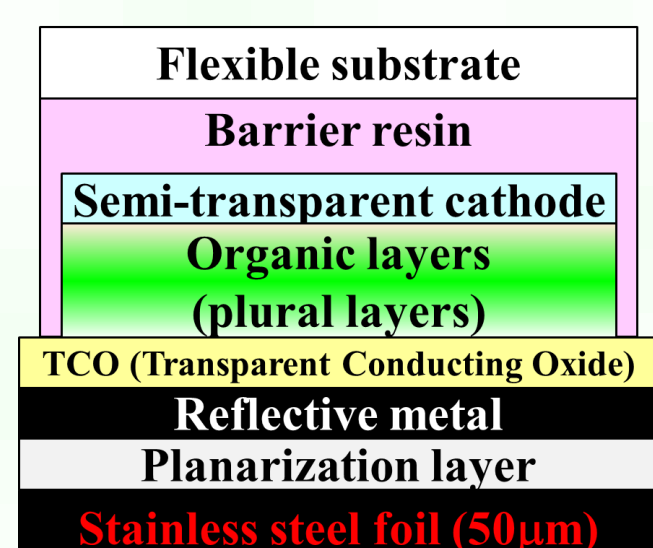 Flexible substrate
Barrier resin
Semi-transparent cathode
Organic layers
(plural layers)
TCO (Transparent Conducting Oxide)
Reflective metal
Planarization layer
Stainless steel foil (50μm)